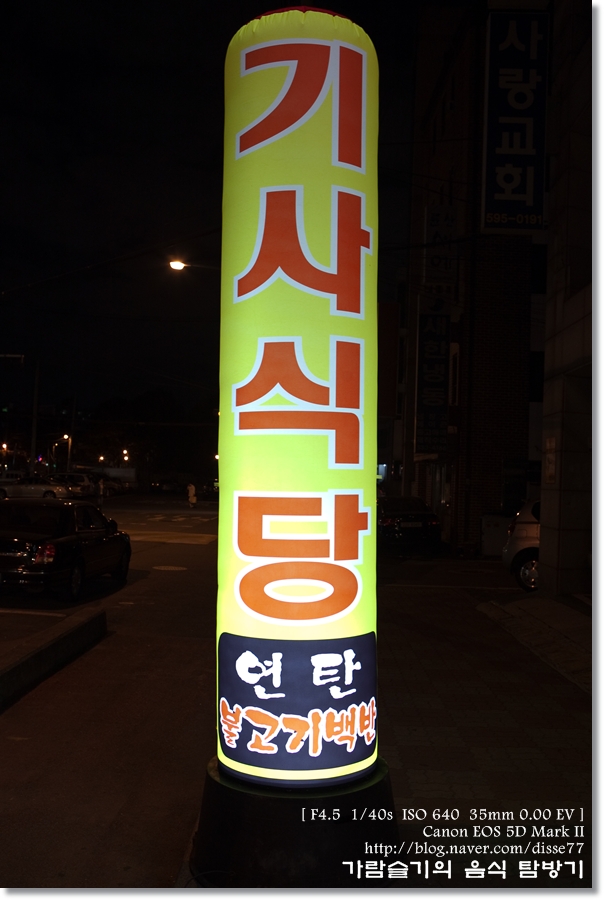 기사식당
연탄
불고기백반
사랑교회
595-0191
[ F4.5 1/40s ISO 640 35mm 0.00 EV ]
Canon EOS 5D Mark II
http://blog.naver.com/disse77
가람슬기의 음식 탐방기